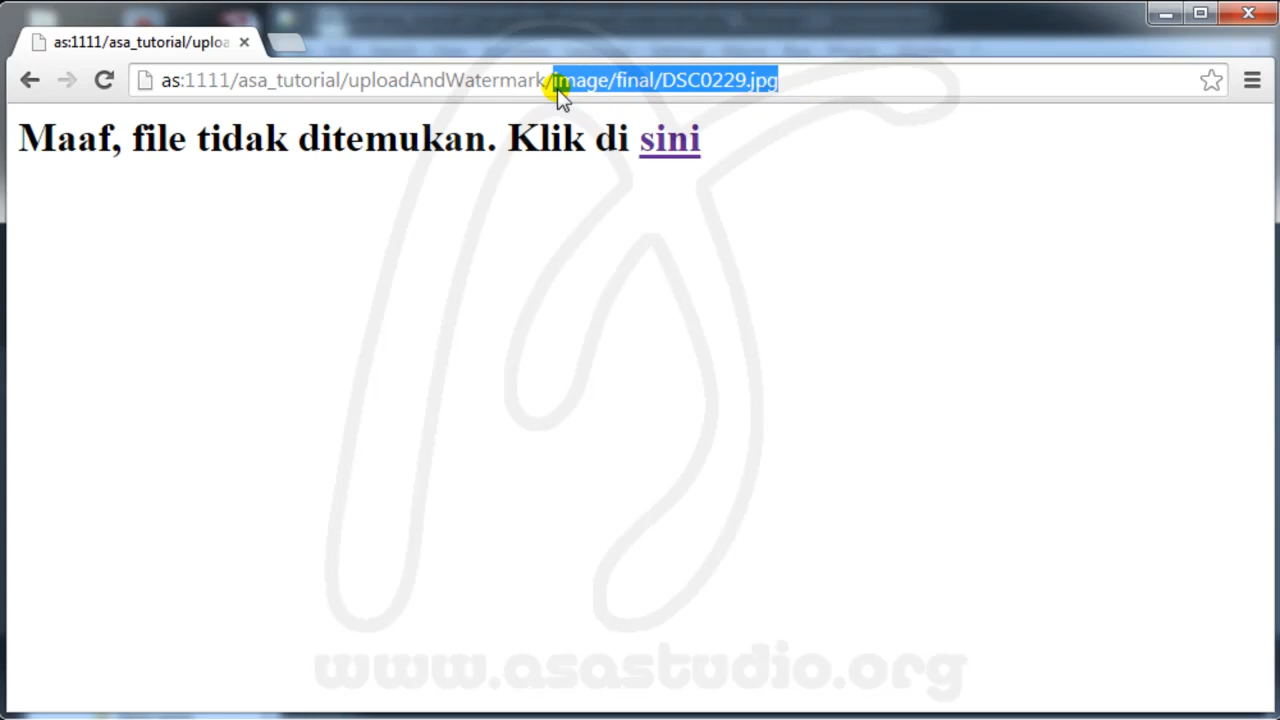 as:1111/asa_tutorial/uploa
as:1111/asa_tutorial/uploadAndWatermark/image/final/DSC0229.jpg
Maaf, file tidak ditemukan. Klik di sini
www.asastudio.org